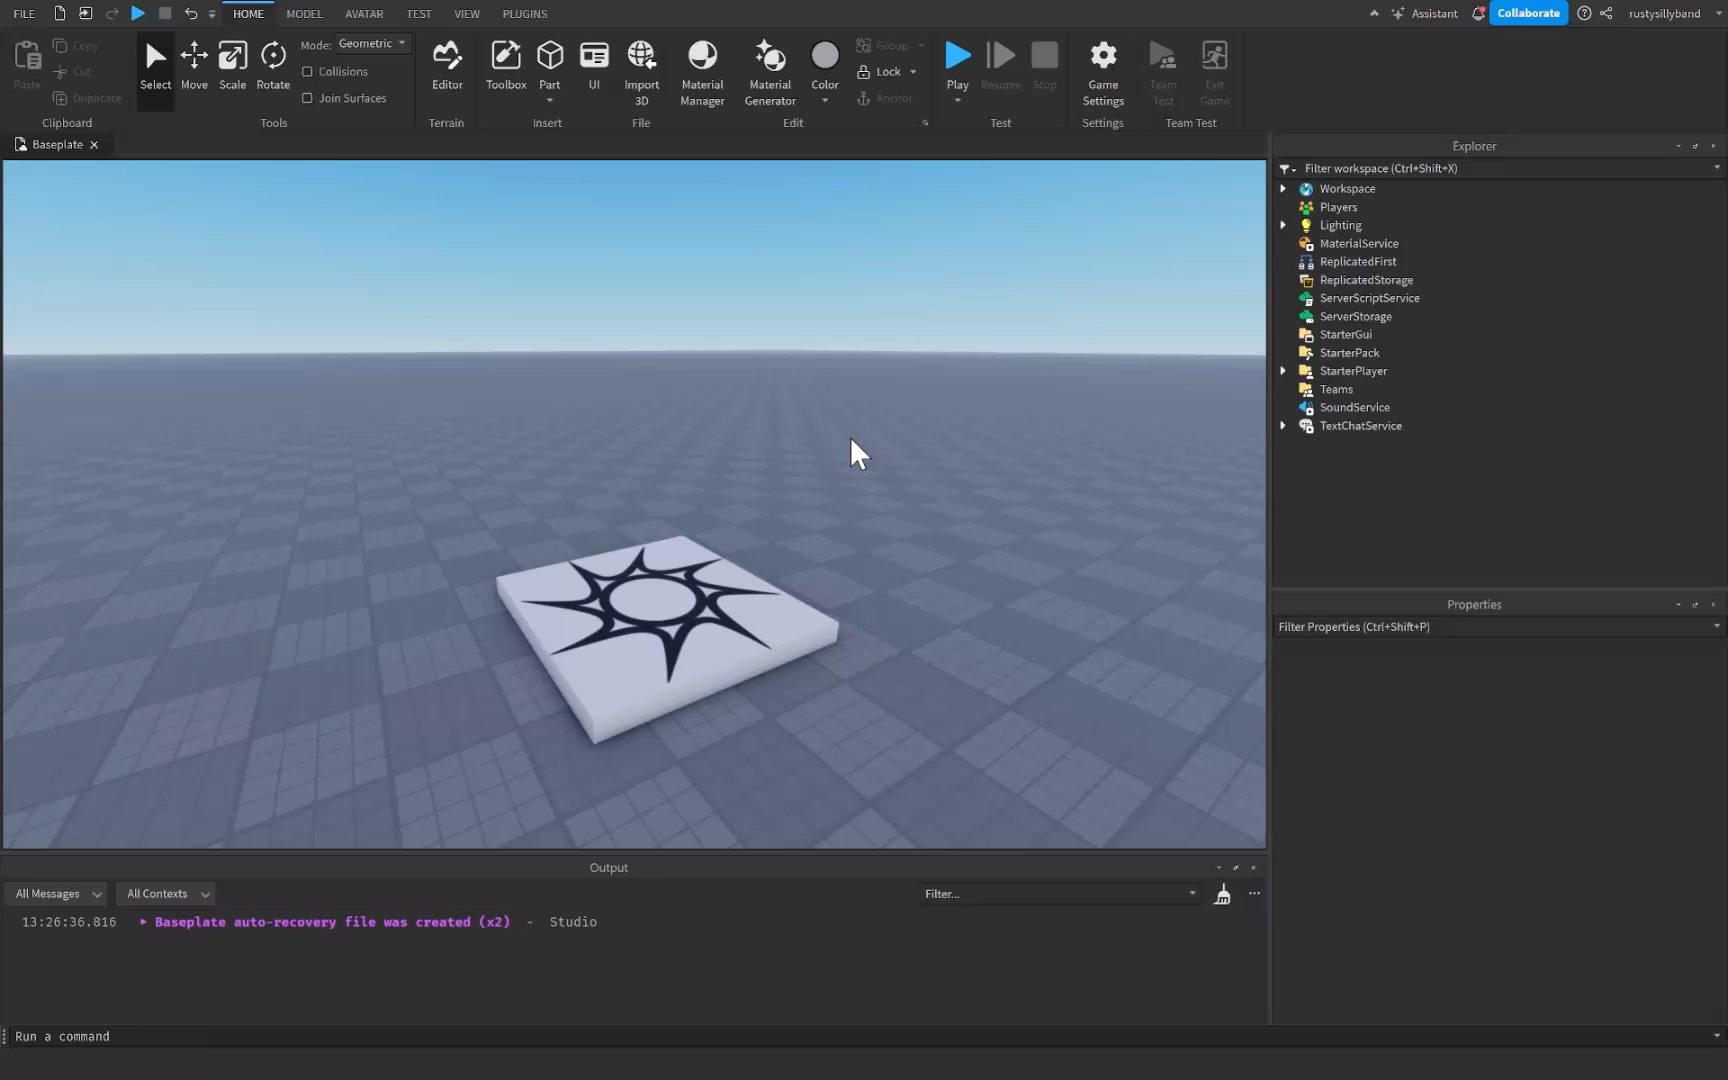 FILE
HOME
MODEL
AVATAR
TEST
VIEW
PLUGINS
Assistant
Collaborate
rustysillyband
Paste
Copy
Cut
Duplicate
Clipboard
Select
Move
Scale
Rotate
Mode: Geometric
Collisions
Join Surfaces
Tools
Editor
Terrain
Toolbox
Part
UI
Insert
Import
3D
File
Material
Manager
Material
Generator
Color
Group
Lock
Anchor
Edit
Play
Resume
Stop
Test
Game
Settings
Settings
Team
Test
Exit
Game
Team Test
Baseplate
Explorer
Filter workspace (Ctrl+Shift+X)
Workspace
Players
Lighting
MaterialService
ReplicatedFirst
ReplicatedStorage
ServerScriptService
ServerStorage
StarterGui
StarterPack
StarterPlayer
Teams
SoundService
TextChatService
Properties
Filter Properties (Ctrl+Shift+P)
Output
All Messages
All Contexts
Filter...
13:26:36.816 Baseplate auto-recovery file was created (x2) - Studio
Run a command